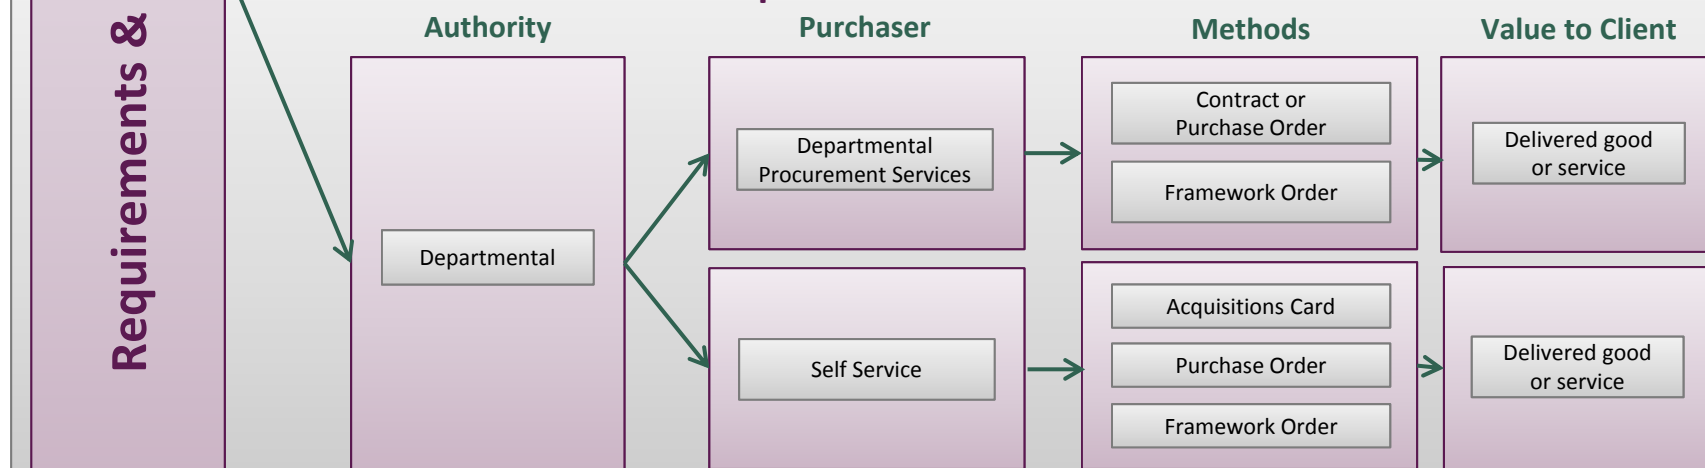 Requirements &
Authority
Purchaser
Methods
Value to Client
Departmental
Departmental
Procurement Services
Contract or
Purchase Order
Framework Order
Delivered good
or service
Self Service
Acquisitions Card
Purchase Order
Framework Order
Delivered good
or service